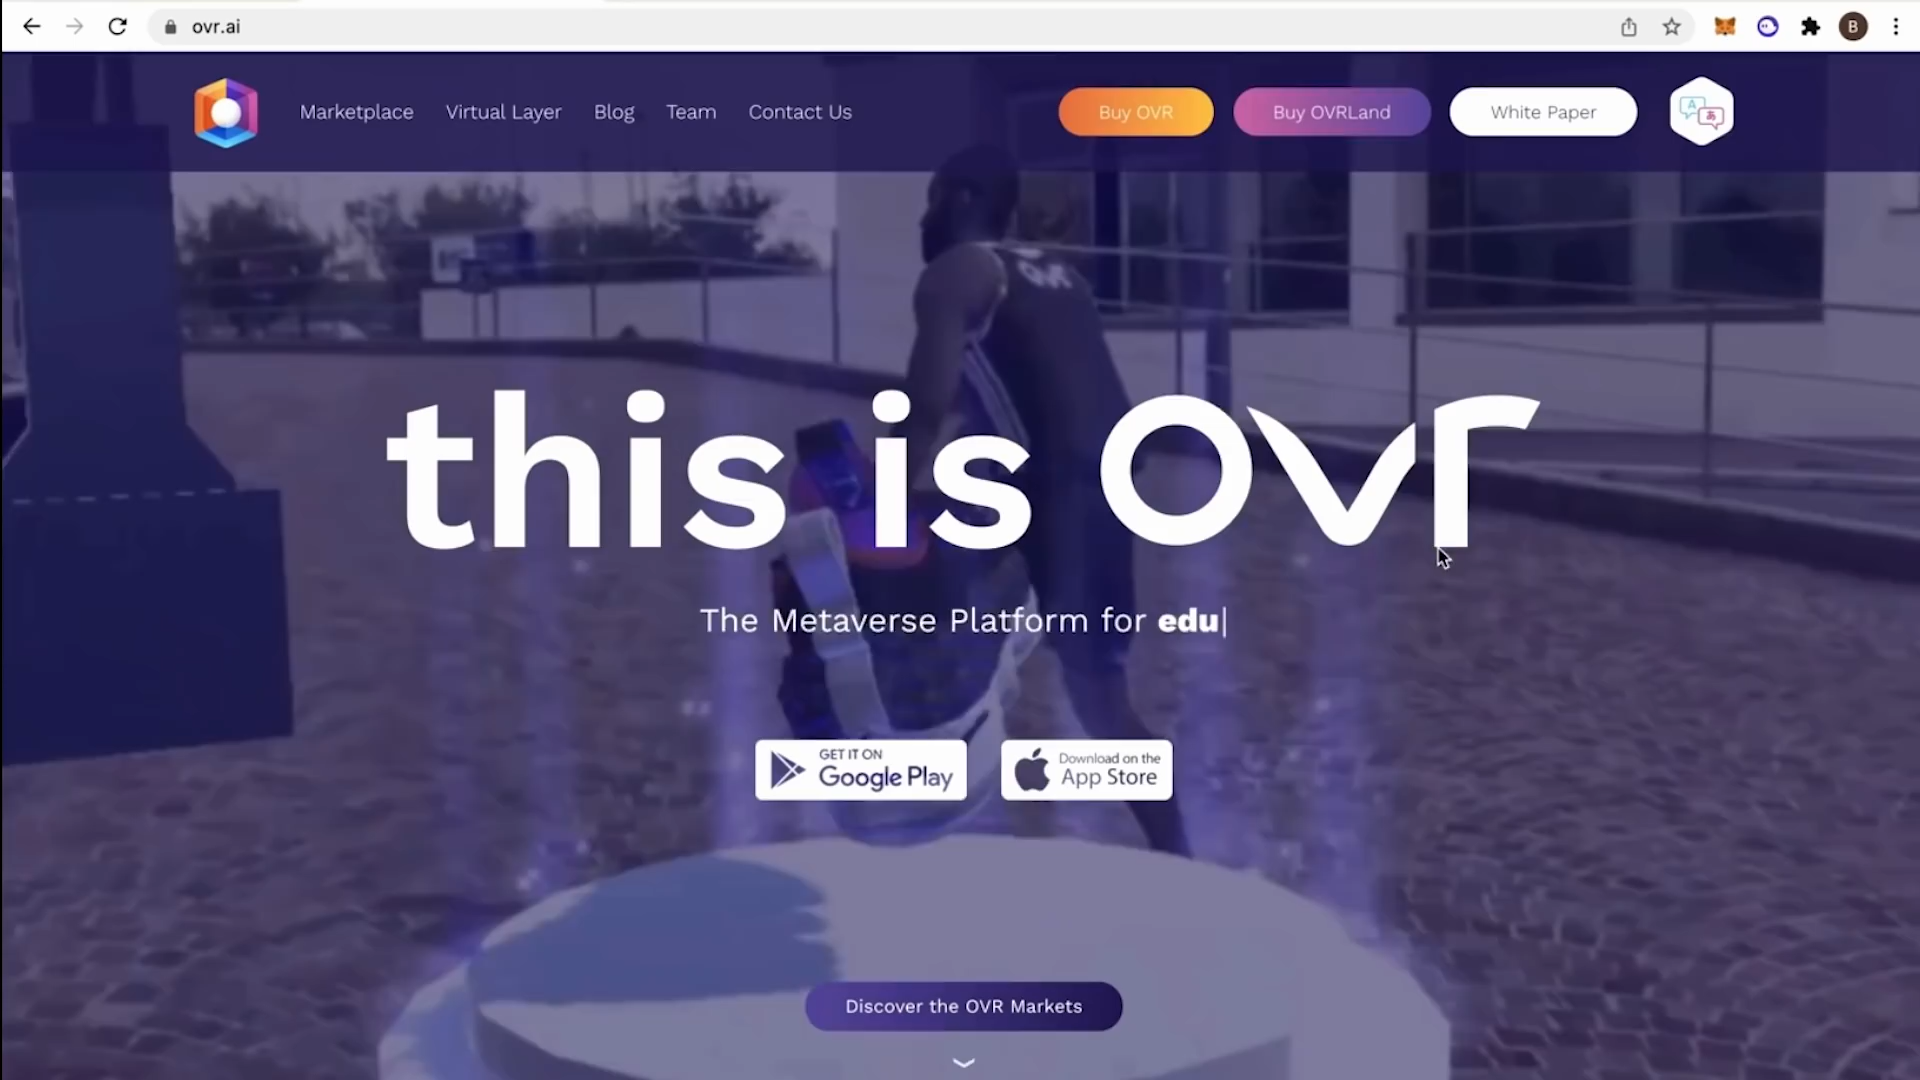 ovr.ai
B
Marketplace
Virtual Layer
Blog
Team
Contact Us
Buy OVR
Buy OVRLand
White Paper
A
あ
this is ovr
The Metaverse Platform for edu|
GET IT ON
Google Play
Download on the
App Store
Discover the OVR Markets